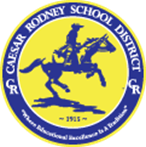 CAESAR RODNEY SCHOOL DISTRICT
CR
CR
~ 1915 ~
"Where Educational Excellence Is A Tradition"